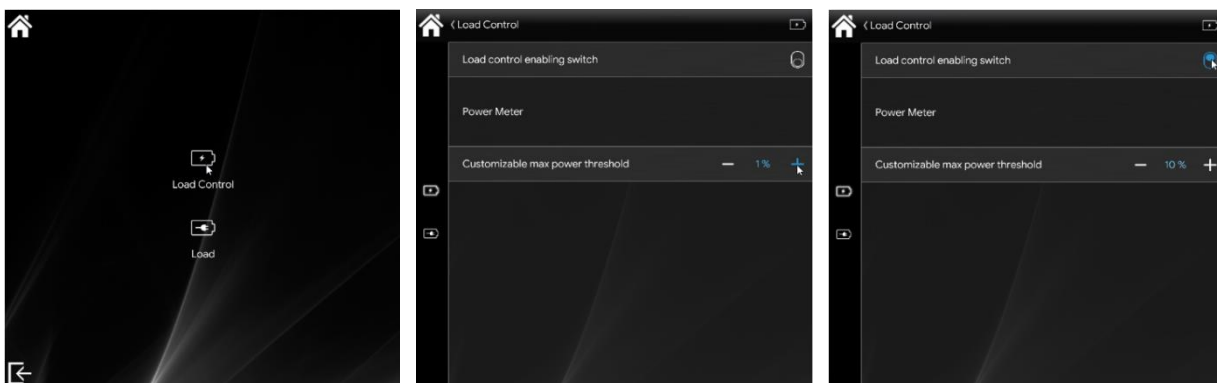 Load Control
Load
Load Control
Load control enabling switch
Power Meter
Customizable max power threshold − 1% +
Load Control
Load control enabling switch
Power Meter
Customizable max power threshold − 10 % +